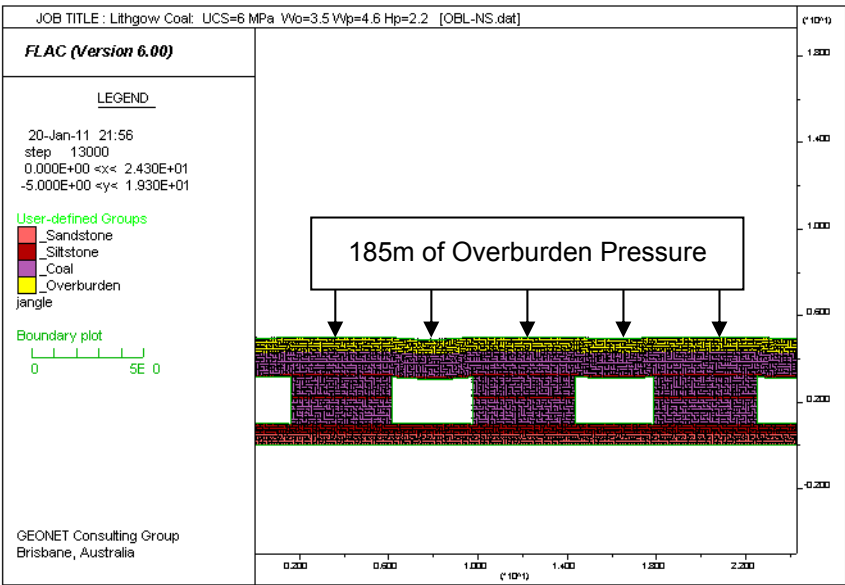 JOB TITLE : Lithgow Coal: UCS=6 MPa Wo=3.5 Wp=4.6 Hp=2.2 [OBL-NS.dat]
(*10^1)
FLAC (Version 6.00)
LEGEND
20-Jan-11 21:56
step 13000
0.000E+00 <x< 2.430E+01
-5.000E+00 <y< 1.930E+01
User-defined Groups
_Sandstone
_Siltstone
_Coal
_Overburden
jangle
Boundary plot
0 5E 0
185m of Overburden Pressure
1.800
1.400
1.000
0.600
0.200
-0.200
GEONET Consulting Group
Brisbane, Australia
0.200 0.600 1.000 1.400 1.800 2.200
(*10^1)